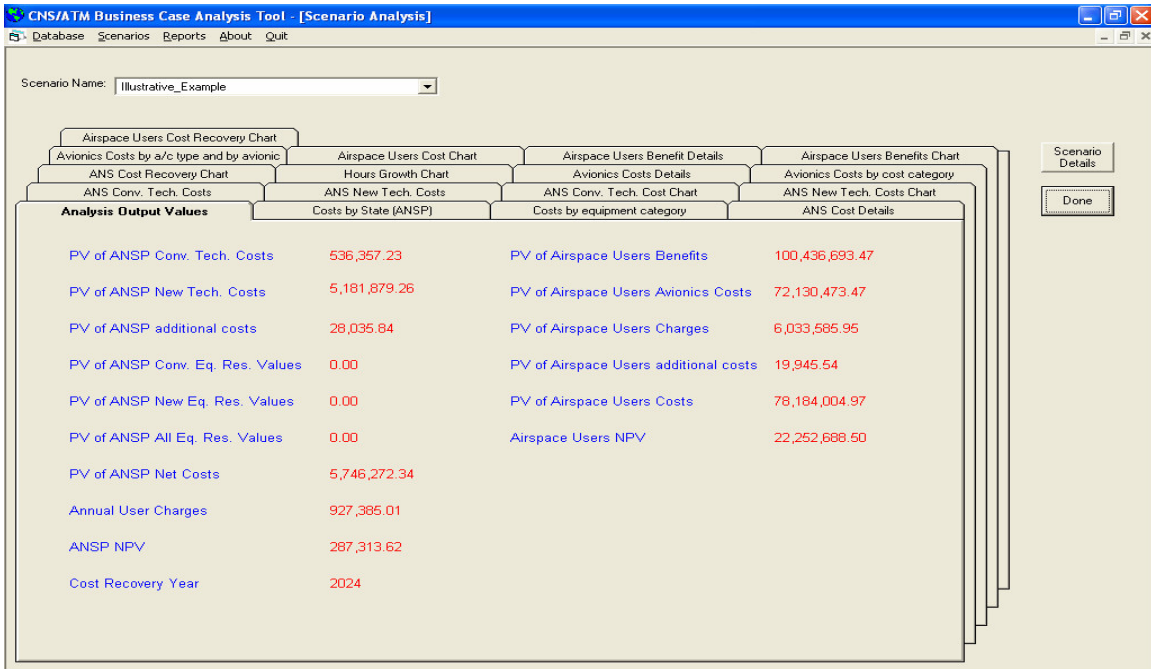 CNS/ATM Business Case Analysis Tool - [Scenario Analysis]
Database Scenarios Reports About Quit
Scenario Name: Illustrative_Example
Airspace Users Cost Recovery Chart
Avionics Costs by a/c type and by avionic Airspace Users Cost Chart Airspace Users Benefit Details Airspace Users Benefits Chart
ANS Cost Recovery Chart Hours Growth Chart Avionics Costs Details Avionics Costs by cost category
ANS Conv. Tech. Costs ANS New Tech. Costs ANS Conv. Tech. Cost Chart ANS New Tech. Costs Chart
Analysis Output Values Costs by State (ANSP) Costs by equipment category ANS Cost Details
Scenario
Details
Done
PV of ANSP Conv. Tech. Costs 536,357.23 PV of Airspace Users Benefits 100,436,693.47
PV of ANSP New Tech. Costs 5,181,879.26 PV of Airspace Users Avionics Costs 72,130,473.47
PV of ANSP additional costs 28,035.84 PV of Airspace Users Charges 6,033,585.95
PV of ANSP Conv. Eq. Res. Values 0.00 PV of Airspace Users additional costs 19,945.54
PV of ANSP New Eq. Res. Values 0.00 PV of Airspace Users Costs 78,184,004.97
PV of ANSP All Eq. Res. Values 0.00 Airspace Users NPV 22,252,688.50
PV of ANSP Net Costs 5,746,272.34
Annual User Charges 927,385.01
ANSP NPV 287,313.62
Cost Recovery Year 2024